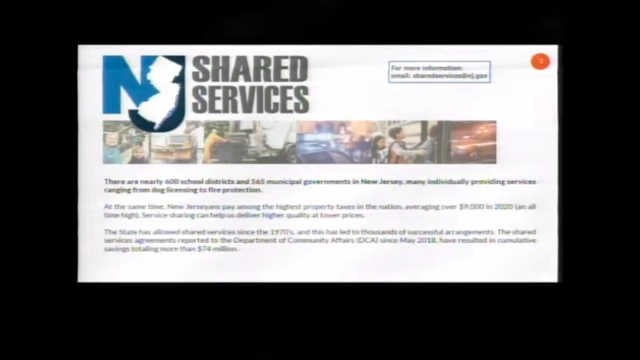 NJ SHARED
SERVICES
For more information:
email: sharedservices@nj.gov
3
There are nearly 600 school districts and 565 municipal governments in New Jersey, many individually providing services
ranging from dog licensing to fire protection.
At the same time, New Jerseyans pay among the highest property taxes in the nation, averaging over $9,000 in 2020 (an all
time high). Service sharing can help us deliver higher quality at lower prices.
The State has allowed shared services since the 1970's, and this has led to thousands of successful arrangements. The shared
services agreements reported to the Department of Community Affairs (DCA) since May 2018, have resulted in cumulative
savings totaling more than $74 million.